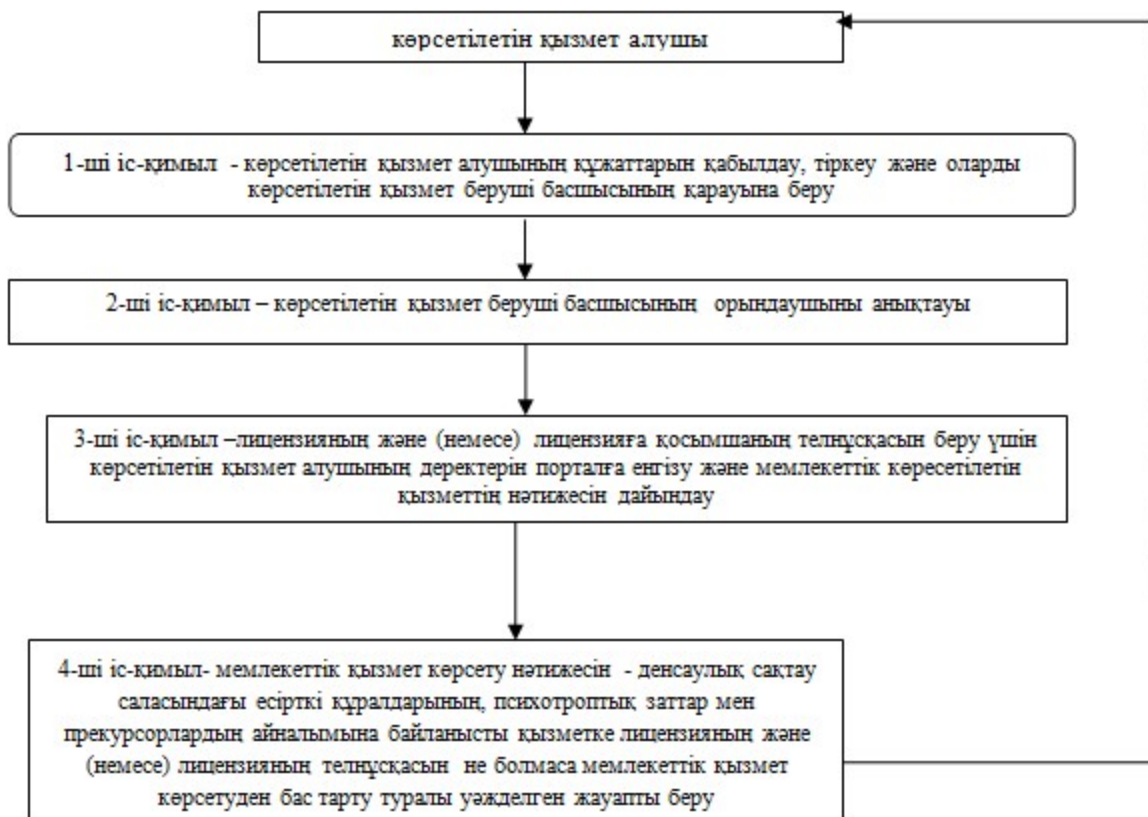 көрсетілетін қызмет алушы
1-ші іс-қимыл - көрсетілетін қызмет алушының құжаттарын қабылдау, тіркеу және оларды
көрсетілетін қызмет беруші басшысының қарауына беру
2-ші іс-қимыл – көрсетілетін қызмет беруші басшысының орындаушыны анықтауы
3-ші іс-қимыл –лицензияның және (немесе) лицензияға қосымшаның телнұсқасын беру үшін
көрсетілетін қызмет алушының деректерін порталға енгізу және мемлекеттік көресетілетін
қызметтің нәтижесін дайындау
4-ші іс-қимыл- мемлекеттік қызмет көрсету нәтижесін - денсаулық сақтау
саласындағы есірткі құралдарының, психотроптық заттар мен
прекурсорлардың айналымына байланысты қызметке лицензияның және
(немесе) лицензияның телнұсқасын не болмаса мемлекеттік қызмет
көрсетуден бас тарту туралы уәжделген жауапты беру